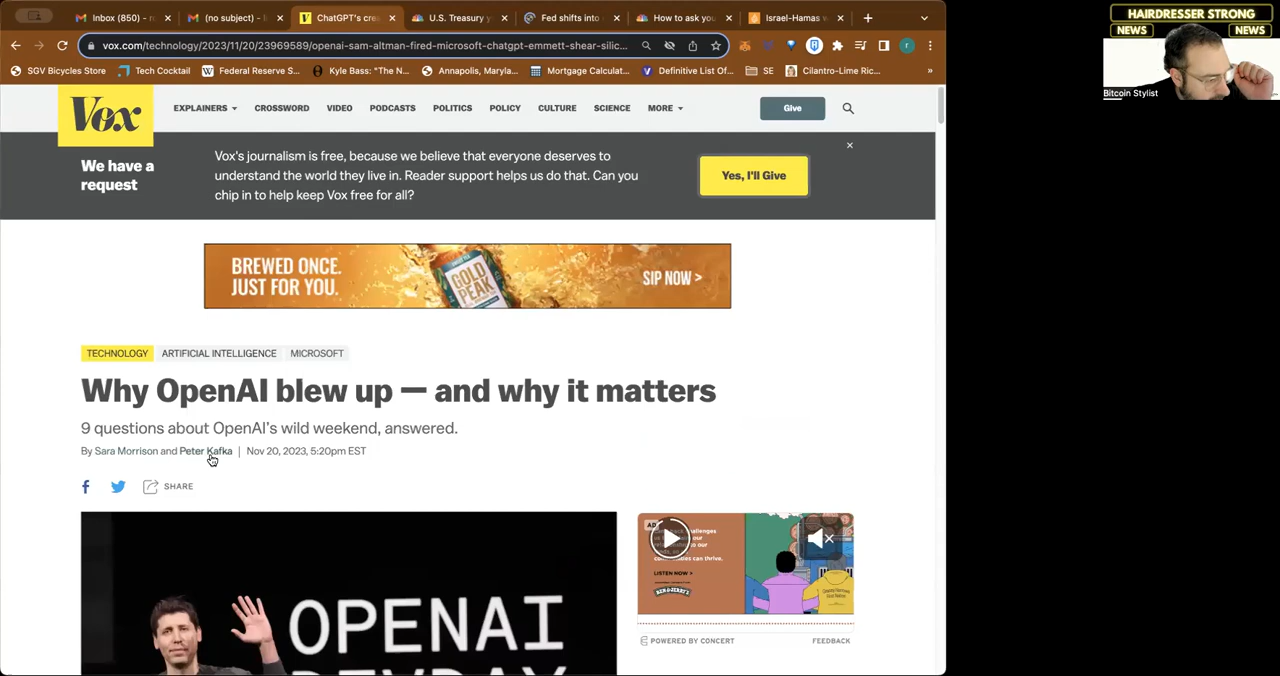 Inbox (850) - r
(no subject) - l
ChatGPT's cre
U.S. Treasury y
Fed shifts into
How to ask you
Israel-Hamas w
vox.com/technology/2023/11/20/23969589/openai-sam-altman-fired-microsoft-chatgpt-emmett-shear-silic...
SGV Bicycles Store
Tech Cocktail
Federal Reserve S...
Kyle Bass: "The N...
Annapolis, Maryla...
Mortgage Calculat...
Definitive List Of...
SE
Cilantro-Lime Ric...
»
Vox
EXPLAINERS
CROSSWORD
VIDEO
PODCASTS
POLITICS
POLICY
CULTURE
SCIENCE
MORE
Give
We have a
request
Vox's journalism is free, because we believe that everyone deserves to
understand the world they live in. Reader support helps us do that. Can you
chip in to help keep Vox free for all?
Yes, I'll Give
BREWED ONCE.
JUST FOR YOU.
GOLD
PEAK
SIP NOW >
TECHNOLOGY
ARTIFICIAL INTELLIGENCE
MICROSOFT
Why OpenAI blew up — and why it matters
9 questions about OpenAI's wild weekend, answered.
By Sara Morrison and Peter Kafka | Nov 20, 2023, 5:20pm EST
SHARE
OPENAI
DEVDAY
AD
challenges
can thrive.
LISTEN NOW >
BEN & JERRY'S
POWERED BY CONCERT
FEEDBACK
HAIRDRESSER STRONG
NEWS
NEWS
Bitcoin Stylist